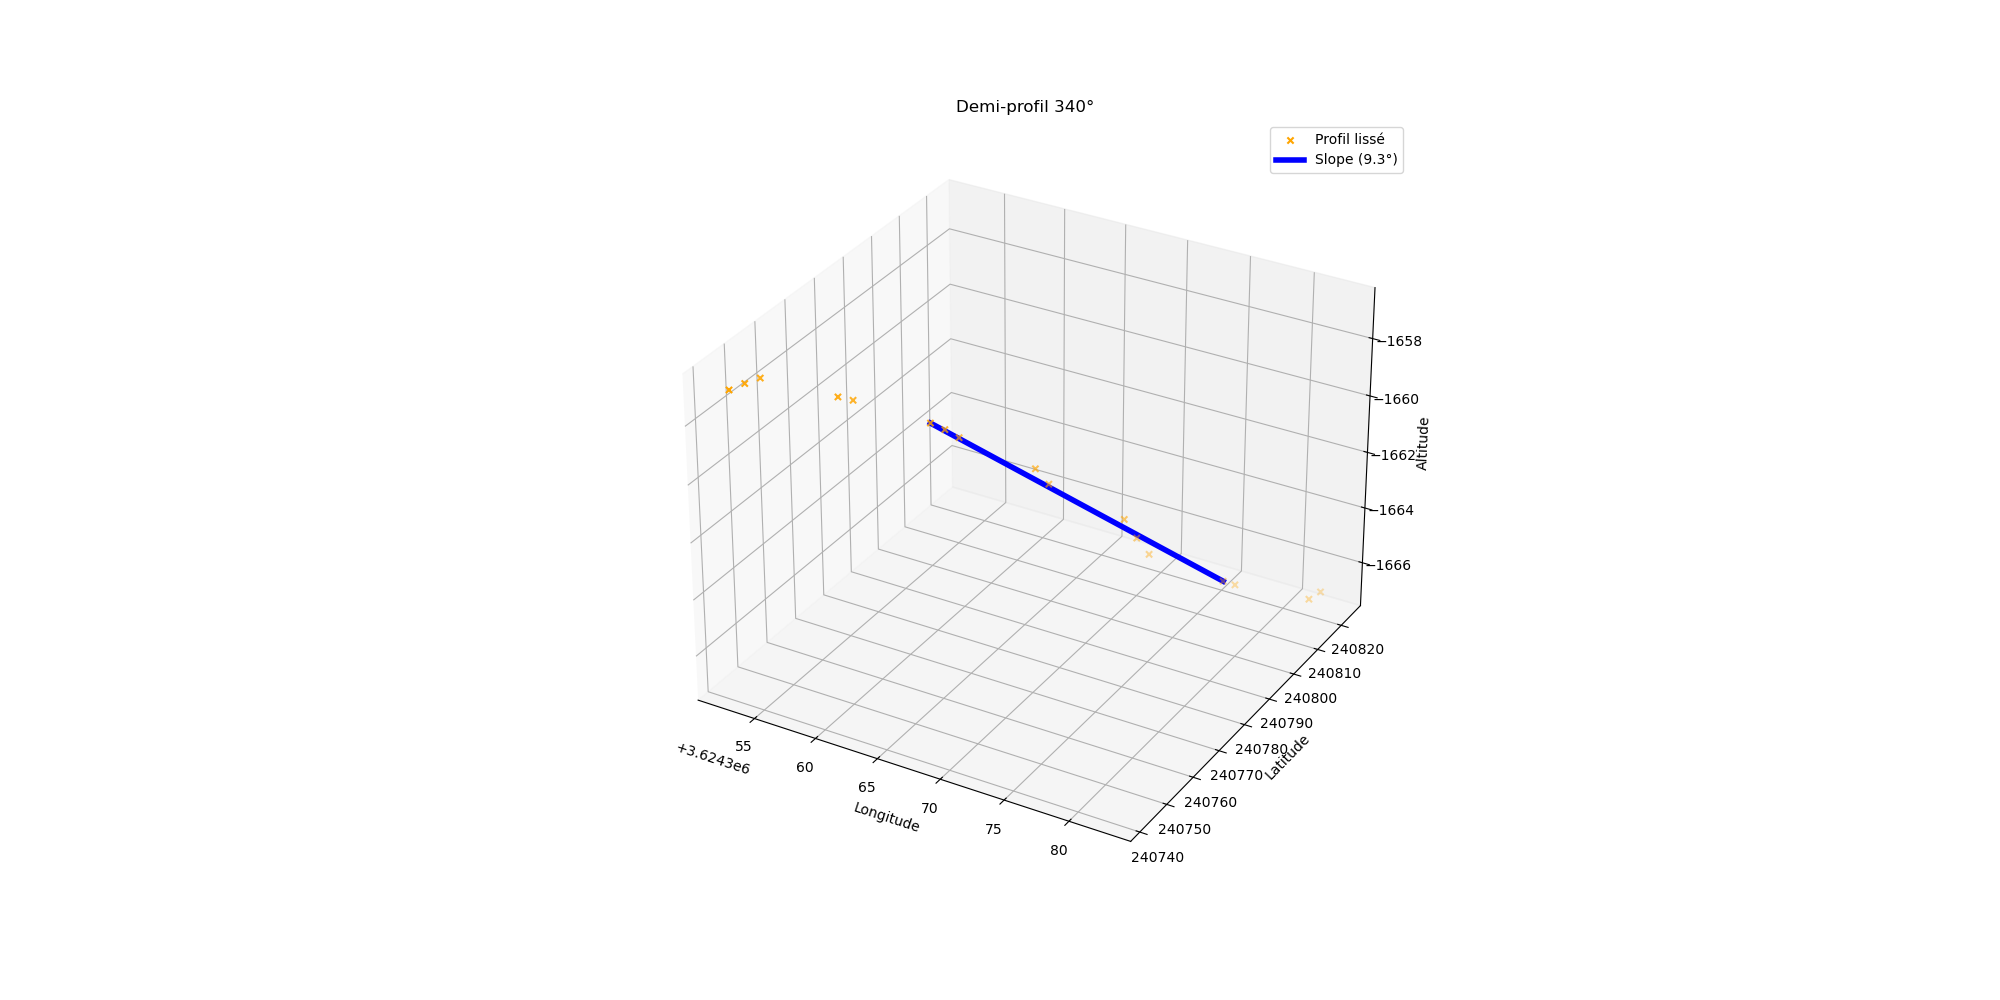 Demi-profil 340°
Profil lissé
Slope (9.3°)
−1658
−1660
−1662
−1664
−1666
Altitude
240820
240810
240800
240790
240780
240770
240760
240750
240740
Latitude
55
60
65
70
75
80
+3.6243e6
Longitude